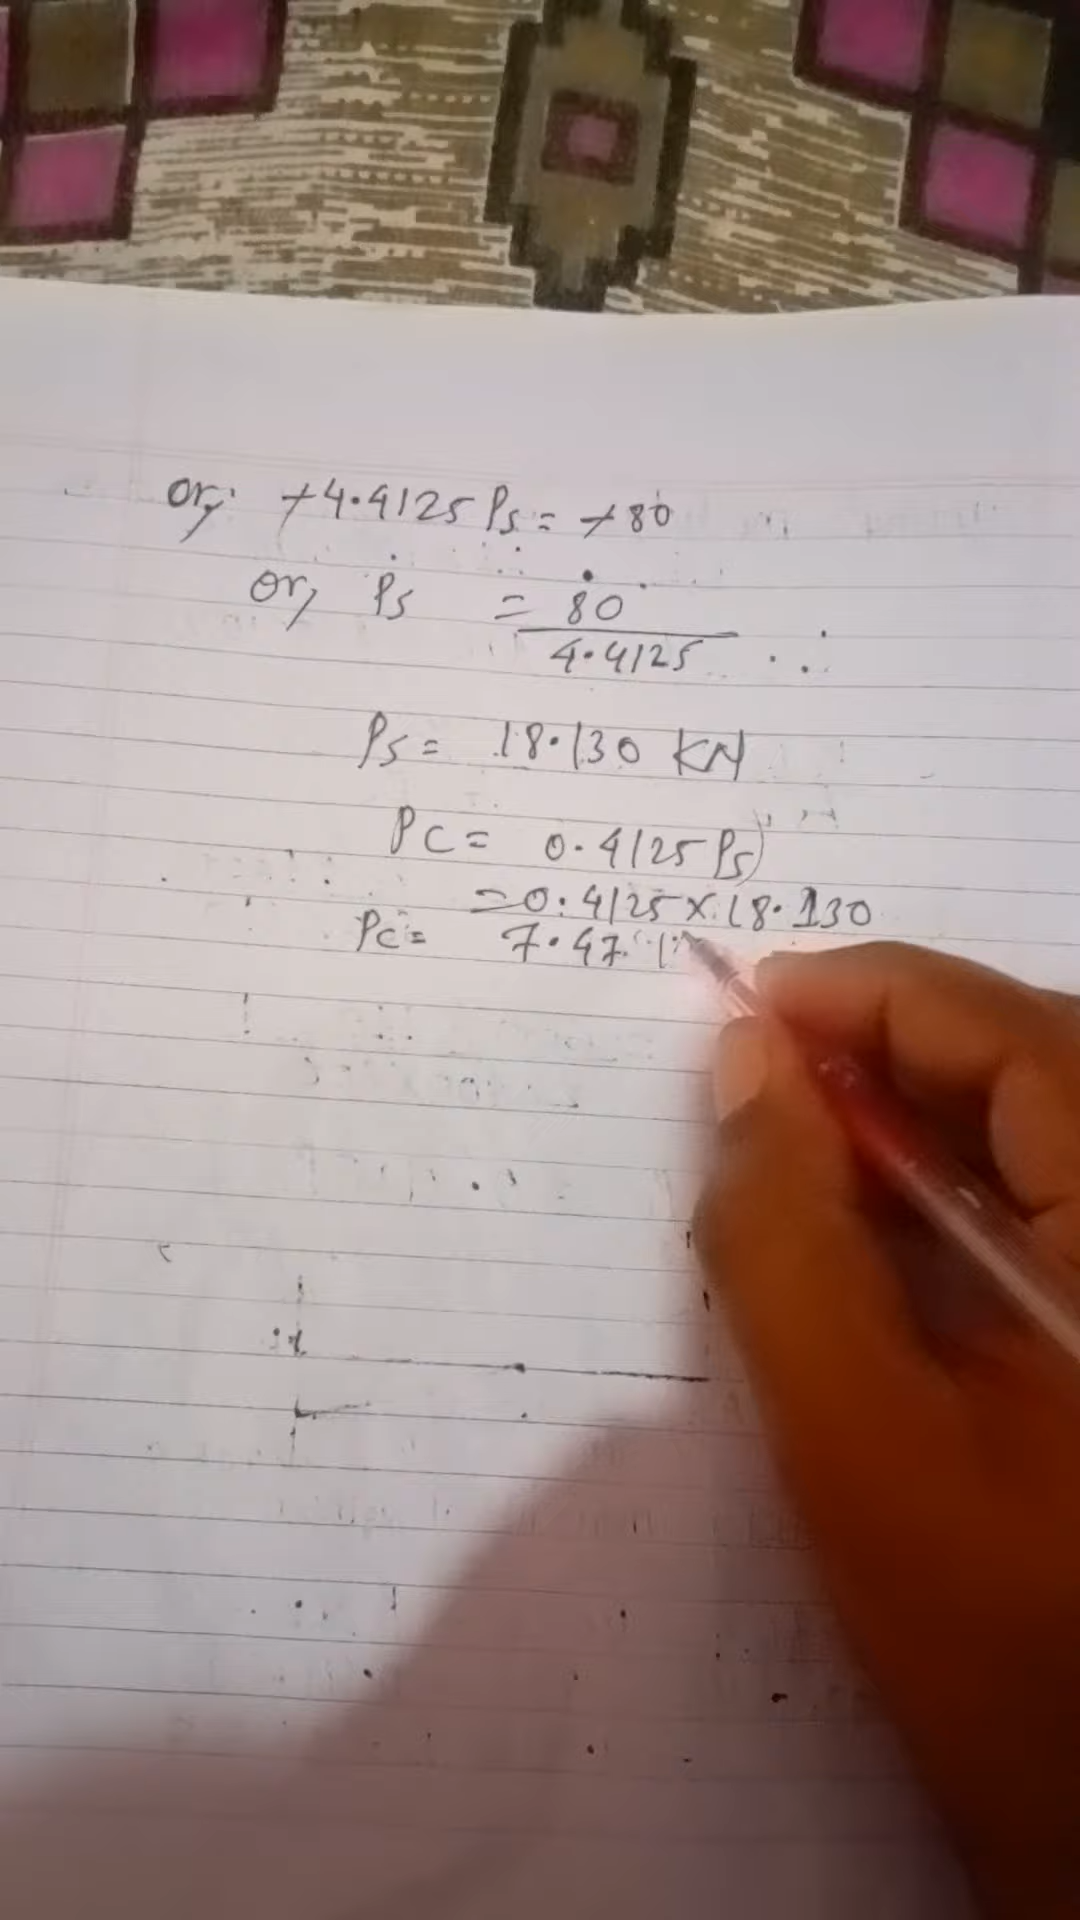 or, +4.4125 Ps = +80
or, Ps = 80
4.4125
Ps = 18.130 KN
PC = 0.4125 Ps
= 0.4125 × 18.130
Pc = 7.47